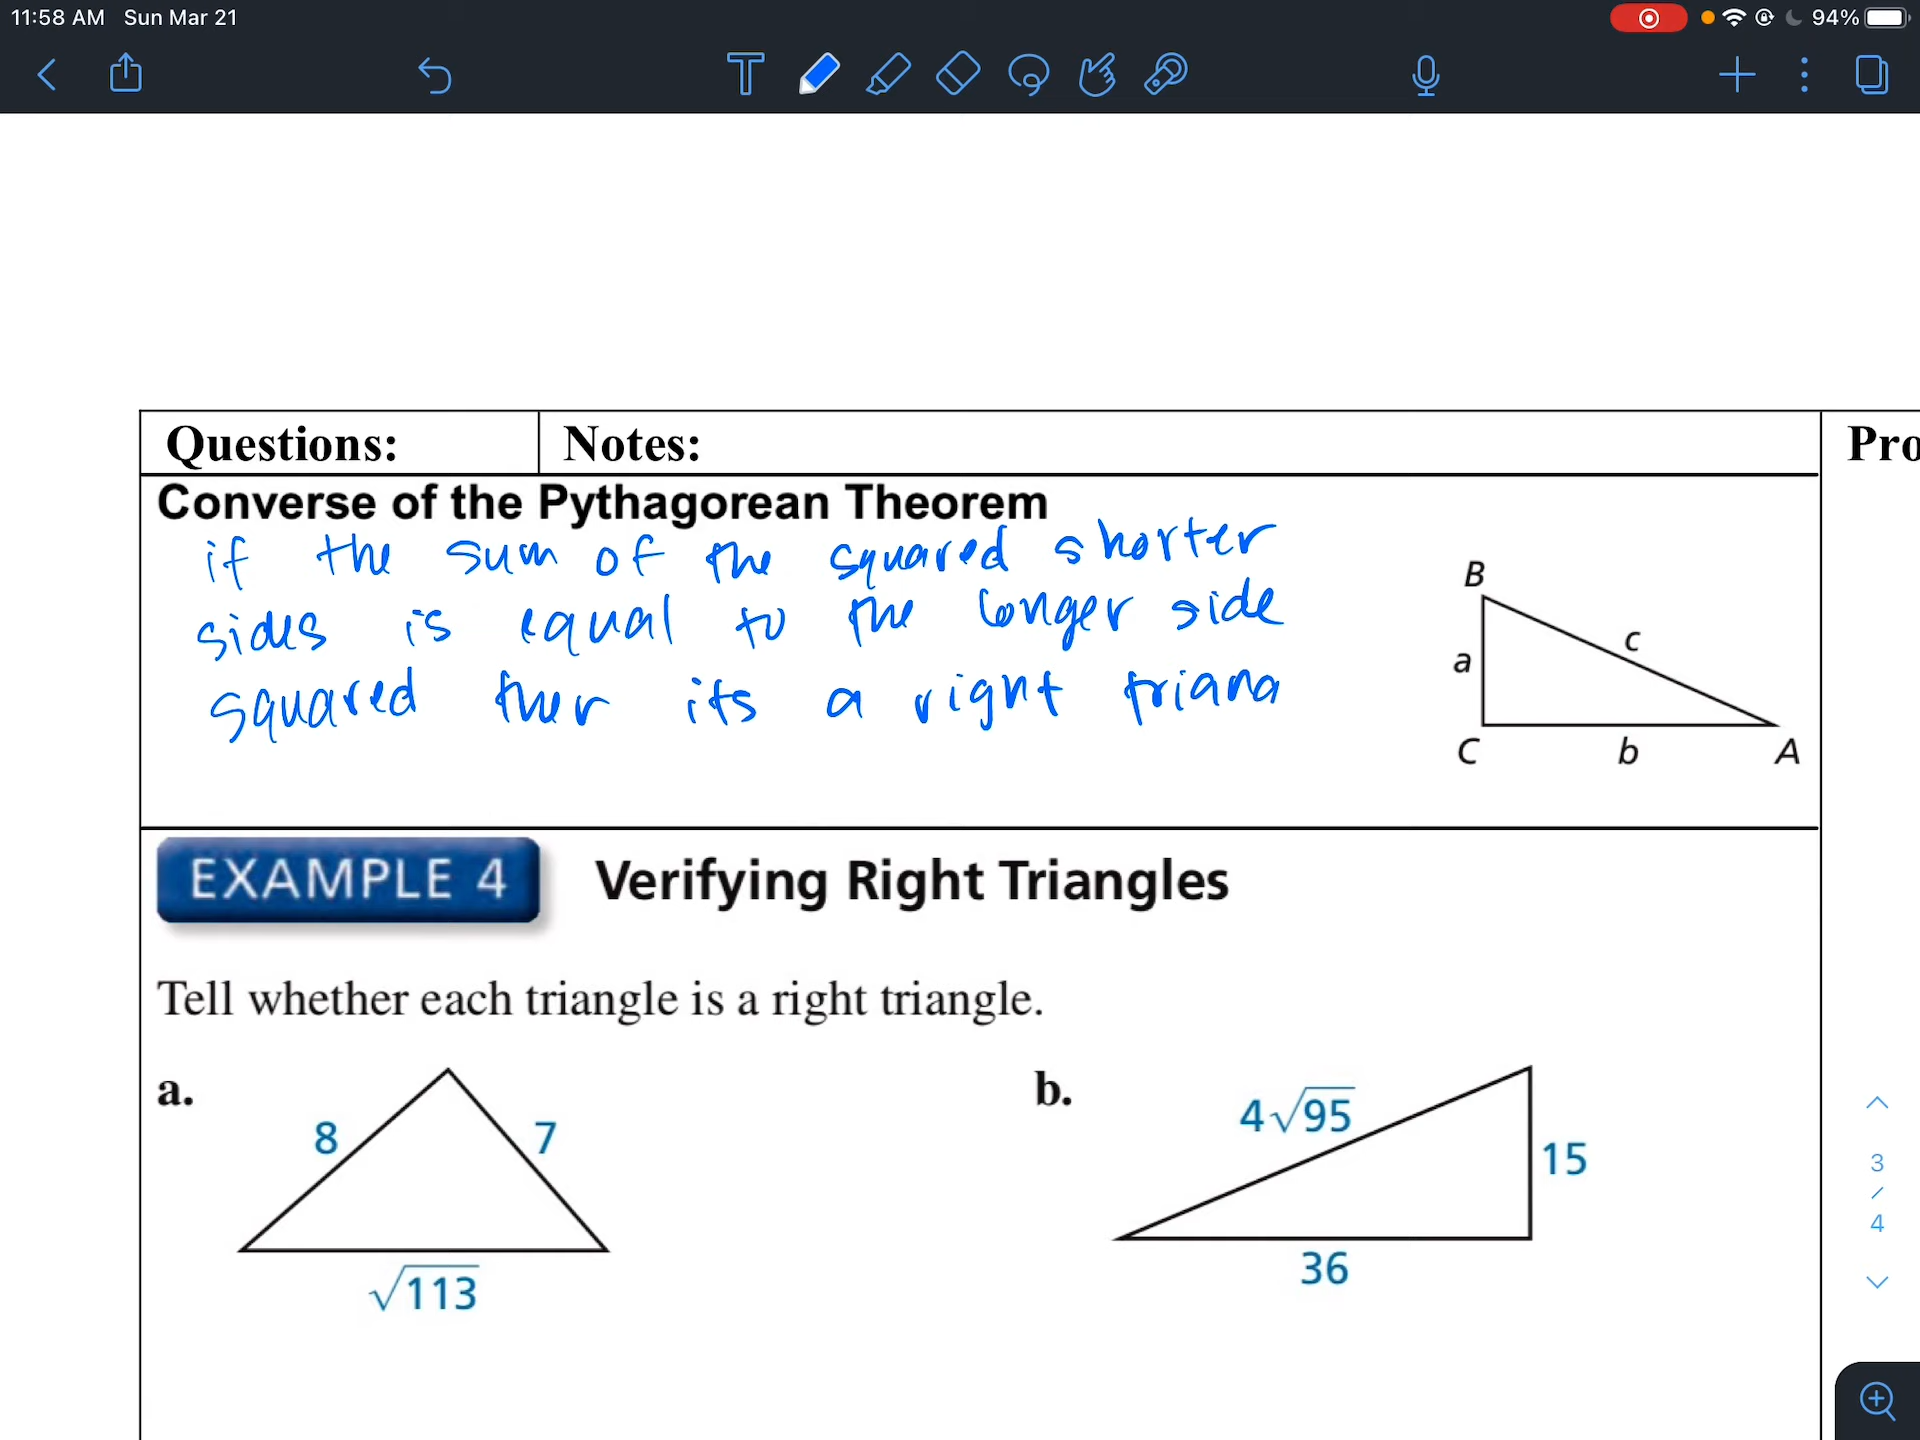 11:58 AM Sun Mar 21
94%
Questions: Notes: Pro
Converse of the Pythagorean Theorem
if the sum of the squared shorter
sides is equal to the longer side
squared then its a right triang
B
c
a
C b A
EXAMPLE 4 Verifying Right Triangles
Tell whether each triangle is a right triangle.
a. b.
8 7
√113
4√95
15
36
3
/
4